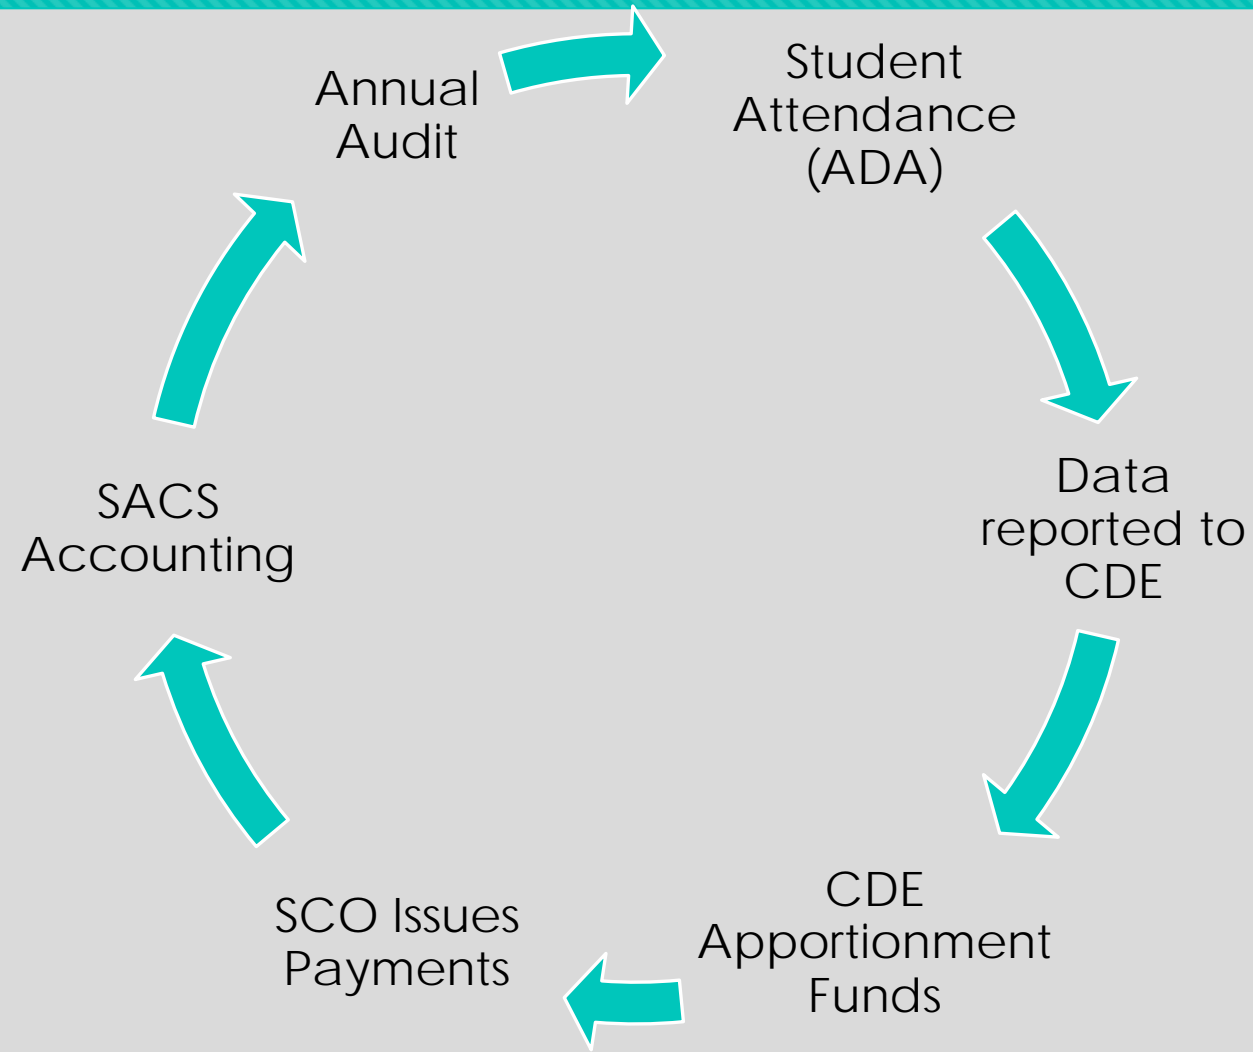 Annual
Audit
Student
Attendance
(ADA)
Data
reported to
CDE
CDE
Apportionment
Funds
SCO Issues
Payments
SACS
Accounting